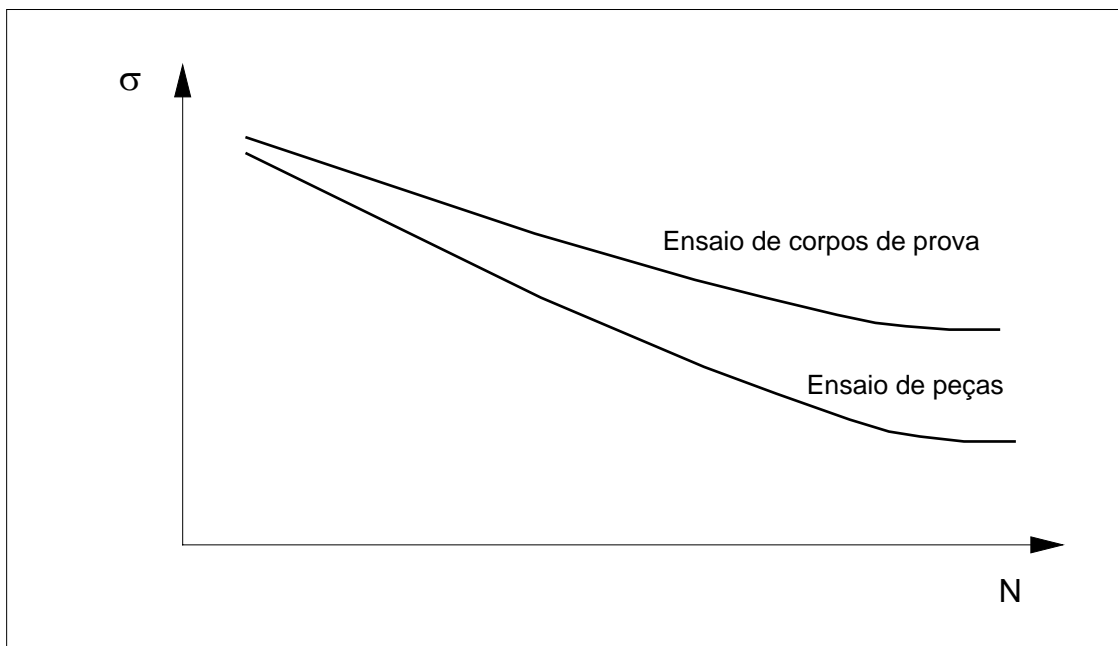 σ
Ensaio de corpos de prova
Ensaio de peças
N